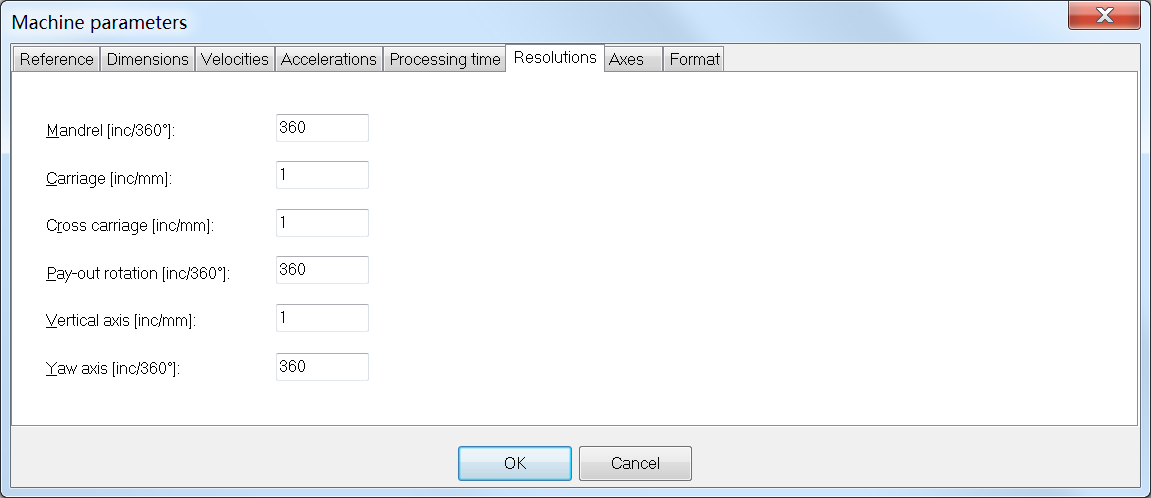 Machine parameters
Reference Dimensions Velocities Accelerations Processing time Resolutions Axes Format
Mandrel [inc/360°]: 360
Carriage [inc/mm]: 1
Cross carriage [inc/mm]: 1
Pay-out rotation [inc/360°]: 360
Vertical axis [inc/mm]: 1
Yaw axis [inc/360°]: 360
OK Cancel